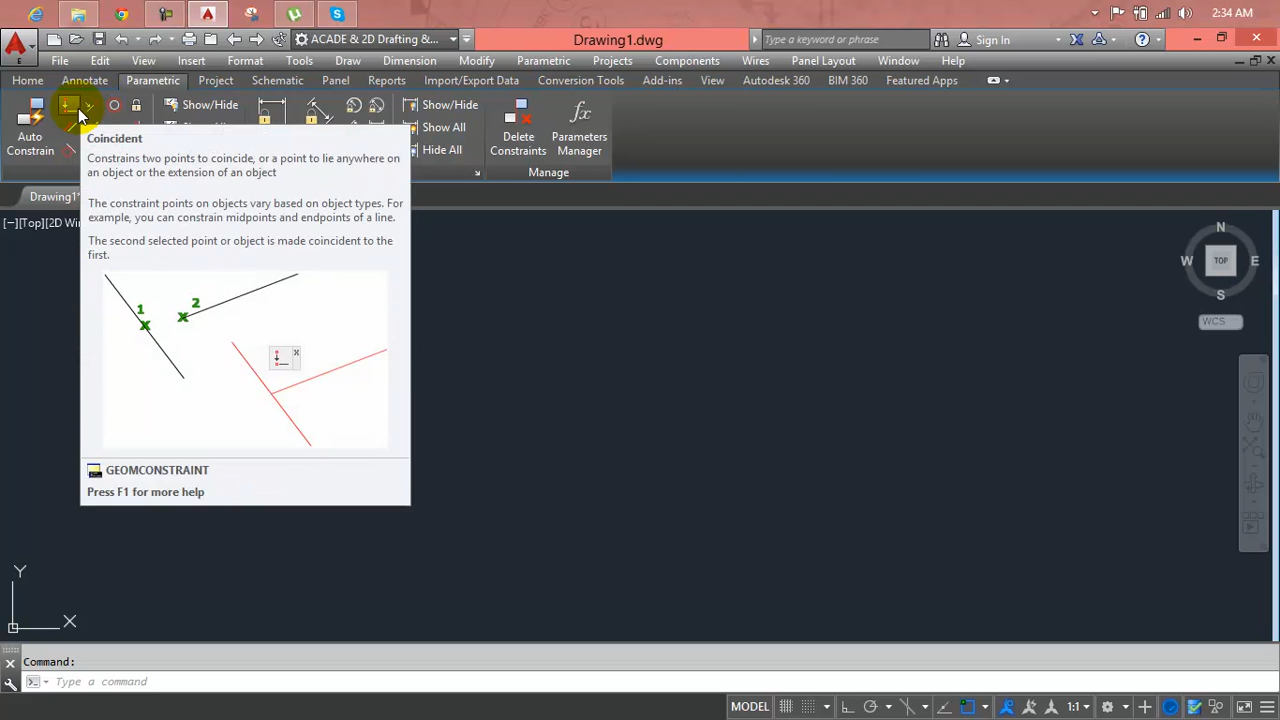 2:34 AM
ACADE & 2D Drafting &...
Drawing1.dwg
Type a keyword or phrase
Sign In
E
File Edit View Insert Format Tools Draw Dimension Modify Parametric Projects Components Wires Panel Layout Window Help
Home Annotate Parametric Project Schematic Panel Reports Import/Export Data Conversion Tools Add-ins View Autodesk 360 BIM 360 Featured Apps
Show/Hide
Show/Hide
Show All
Hide All
Auto
Constrain
Delete
Constraints
fx
Parameters
Manager
Manage
Drawing1*
[−][Top][2D Wi
Coincident
Constrains two points to coincide, or a point to lie anywhere on
an object or the extension of an object
The constraint points on objects vary based on object types. For
example, you can constrain midpoints and endpoints of a line.
The second selected point or object is made coincident to the
first.
1
2
GEOMCONSTRAINT
Press F1 for more help
N
W TOP E
S
WCS
Y
X
Command:
Type a command
MODEL
1:1